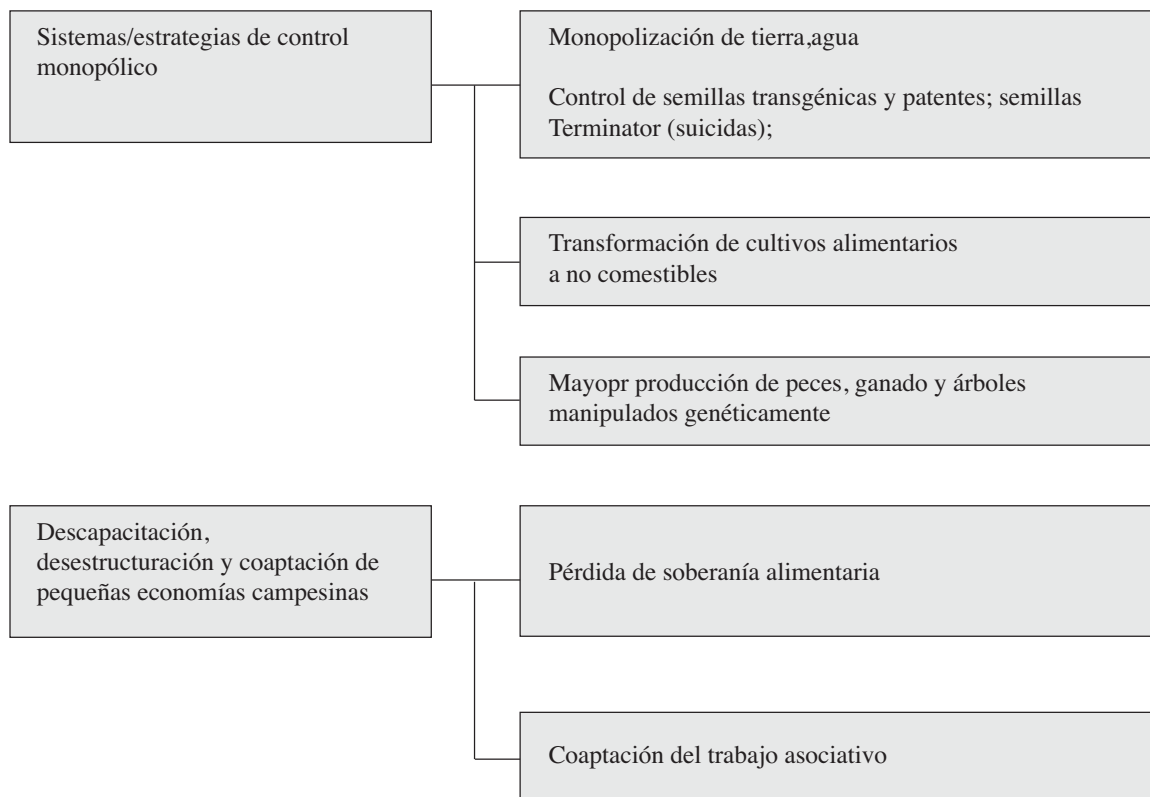 Sistemas/estrategias de control
monopólico
Monopolización de tierra,agua
Control de semillas transgénicas y patentes; semillas
Terminator (suicidas);
Transformación de cultivos alimentarios
a no comestibles
Mayopr producción de peces, ganado y árboles
manipulados genéticamente
Descapacitación,
desestructuración y coaptación de
pequeñas economías campesinas
Pérdida de soberanía alimentaria
Coaptación del trabajo asociativo